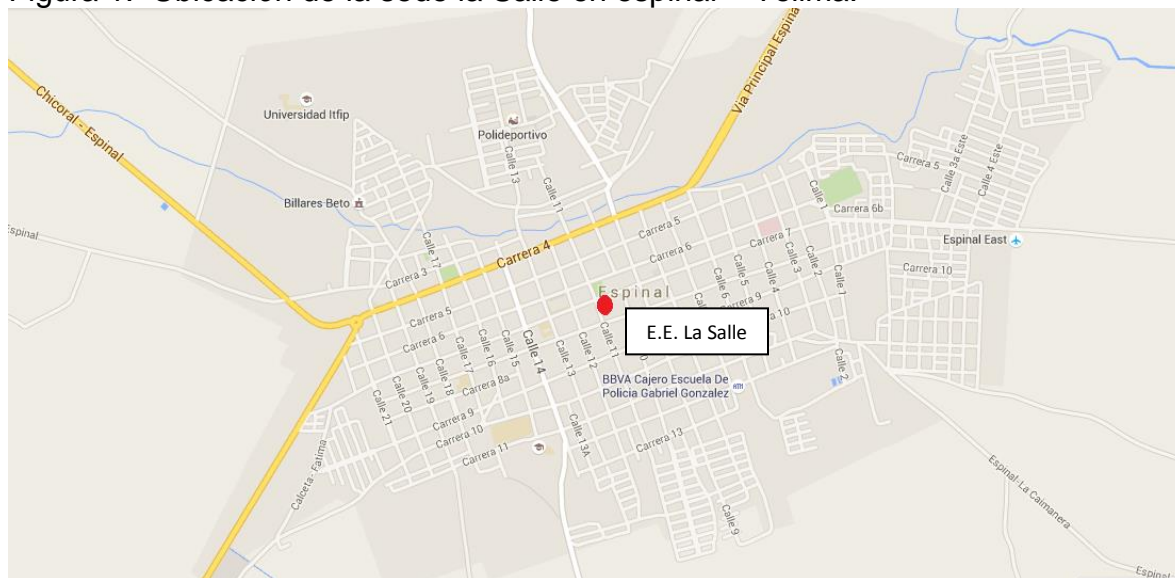 Figura 1. Ubicación de la sede la Salle en espinal – Tolima.
Chicoral - Espinal
Universidad Itfip
Polideportivo
Vía Principal Espinal
Calle 13
Calle 11
Billares Beto
Carrera 5
Calle 3a Este
Calle 4 Este
Calle 1
Carrera 6b
Espinal
Calle 17
Carrera 4
Carrera 5
Carrera 6
Carrera 7
Calle 3
Calle 2
Espinal East
Carrera 3
Calle 6
Calle 5
Calle 4
Calle 1
Carrera 10
Espinal
Carrera 9
Carrera 10
Carrera 5
Carrera 6
Calle 17
Calle 16
Calle 15
Calle 14
Calle 13
Calle 12
Calle 11
E.E. La Salle
Calle 21
Calle 20
Calle 19
Calle 18
Carrera 8a
BBVA Cajero Escuela De
Policia Gabriel Gonzalez
Calle 2
Carrera 9
Carrera 10
Carrera 11
Calle 13A
Carrera 13
Calceta - Fatima
Calle 9
Espinal-La Caimanera